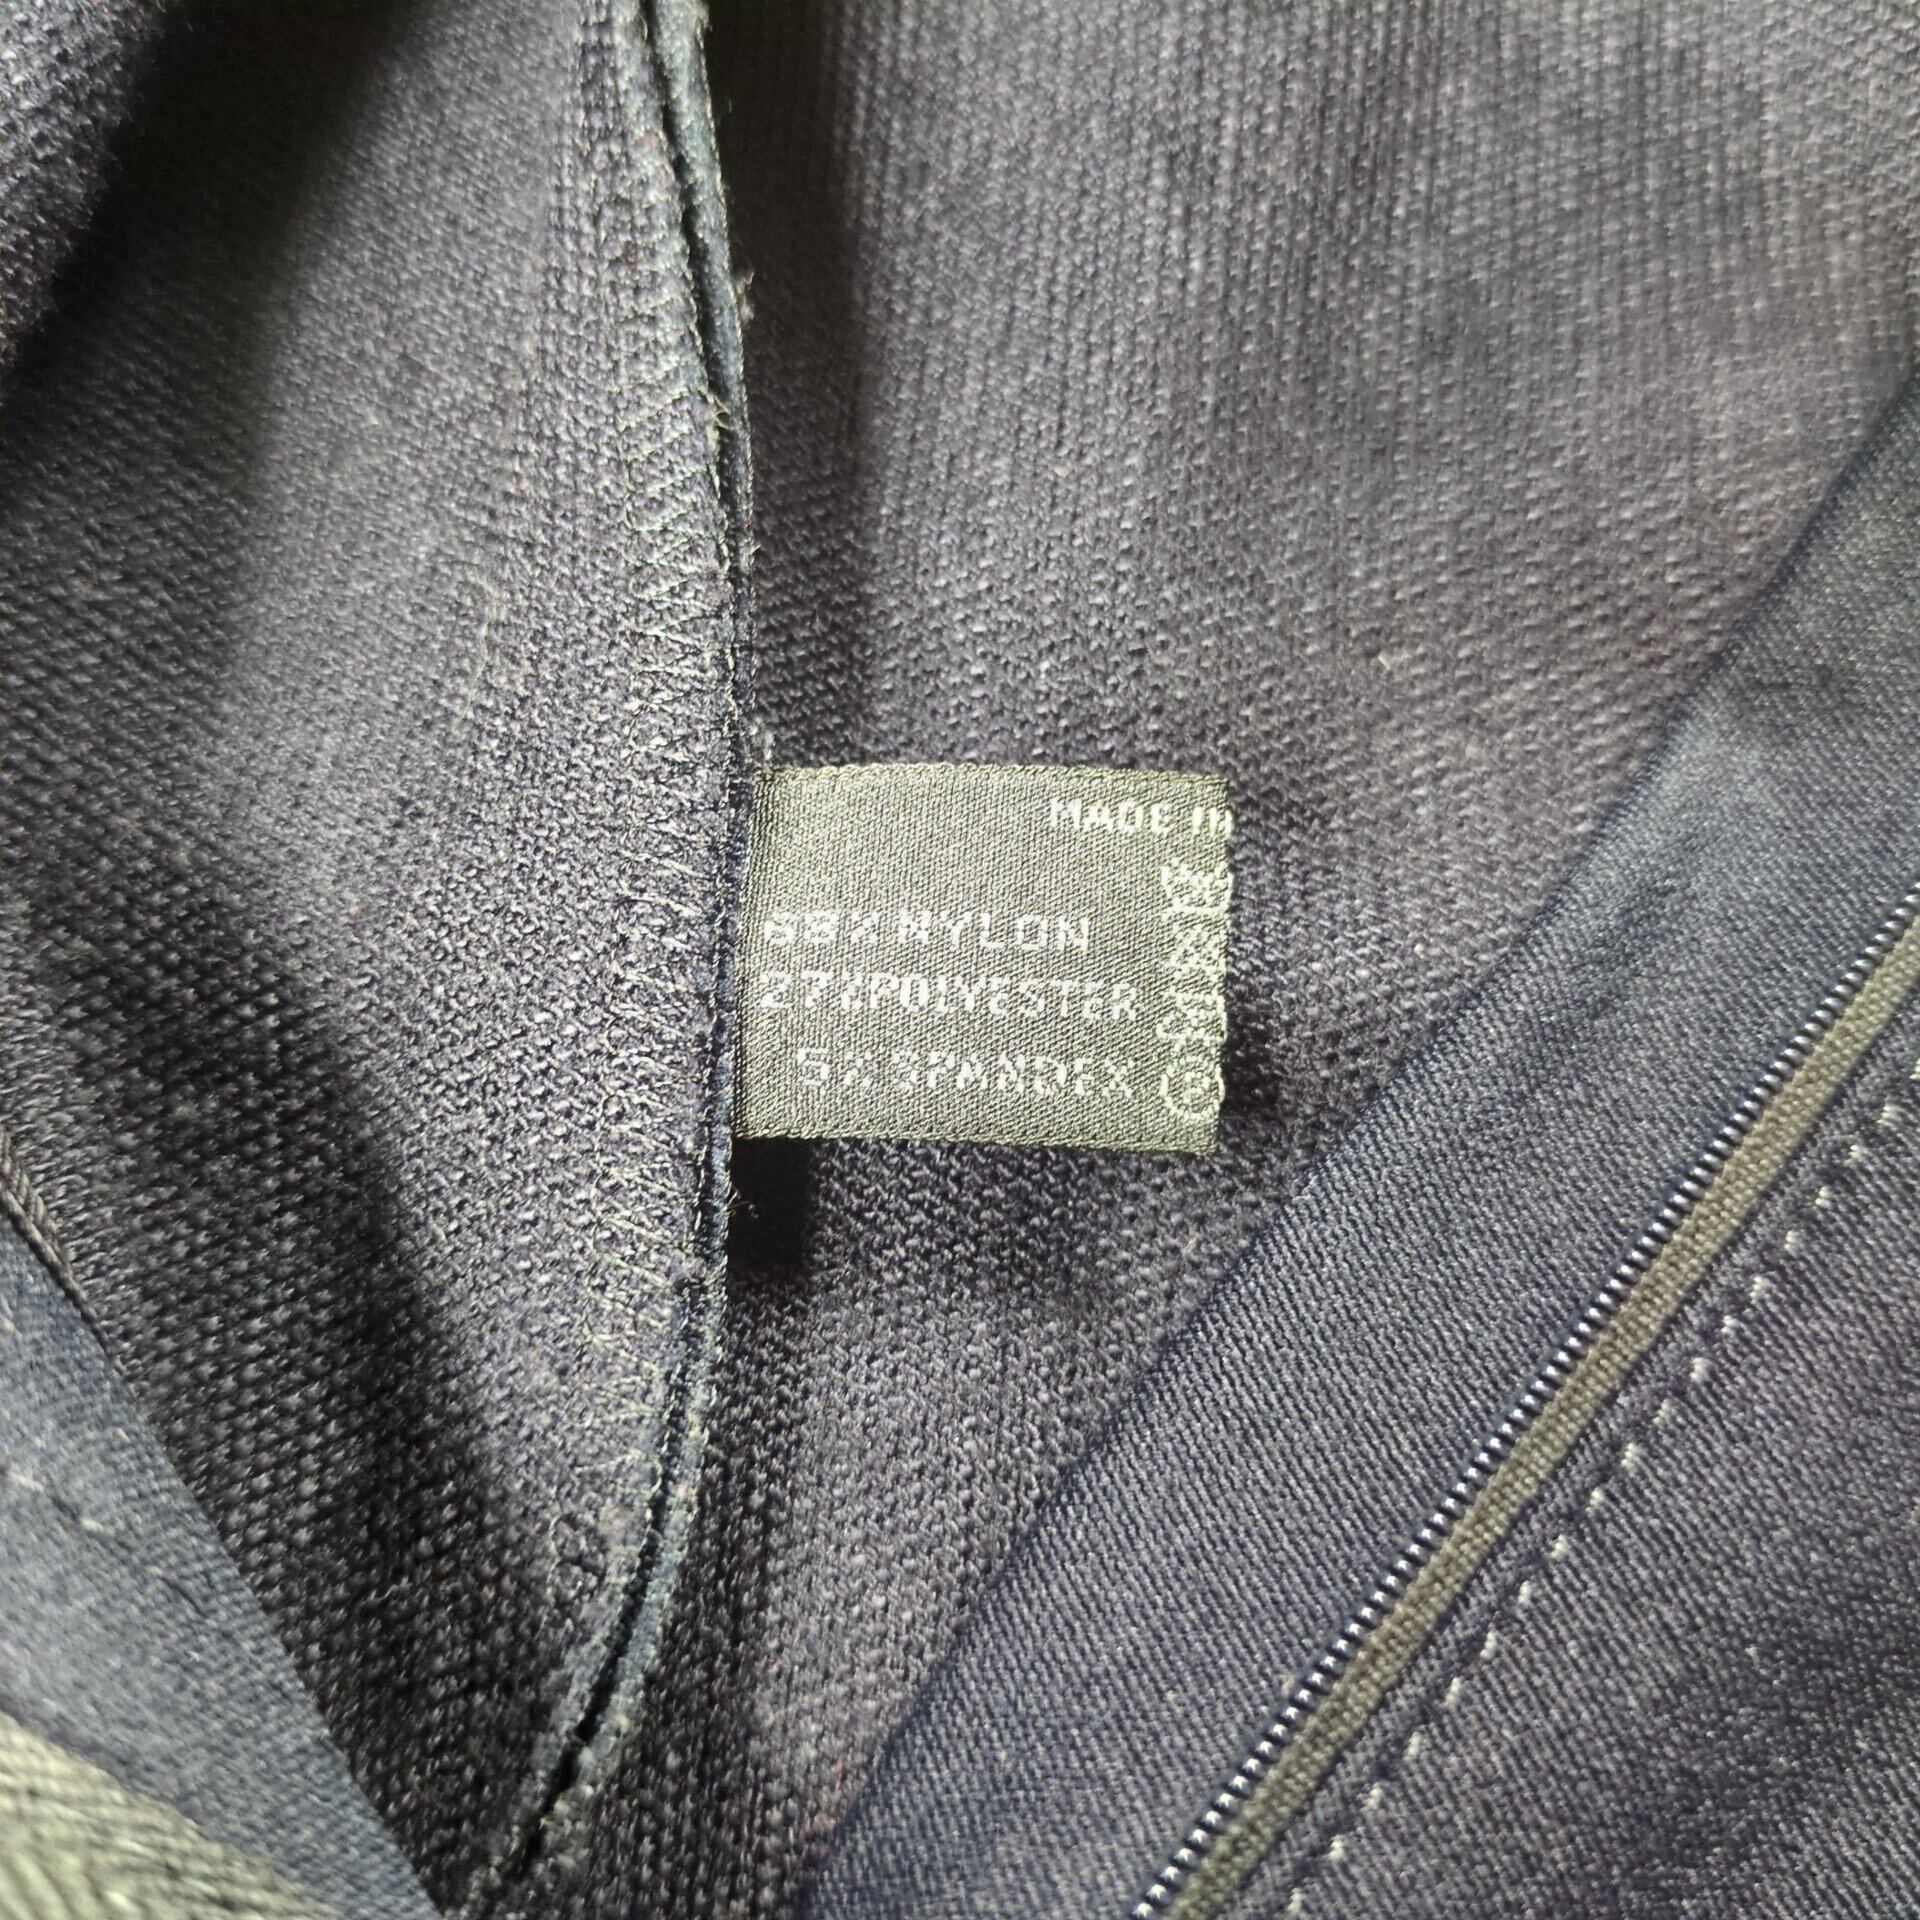 MADE IN
68% NYLON
27% POLYESTER
5% SPANDEX